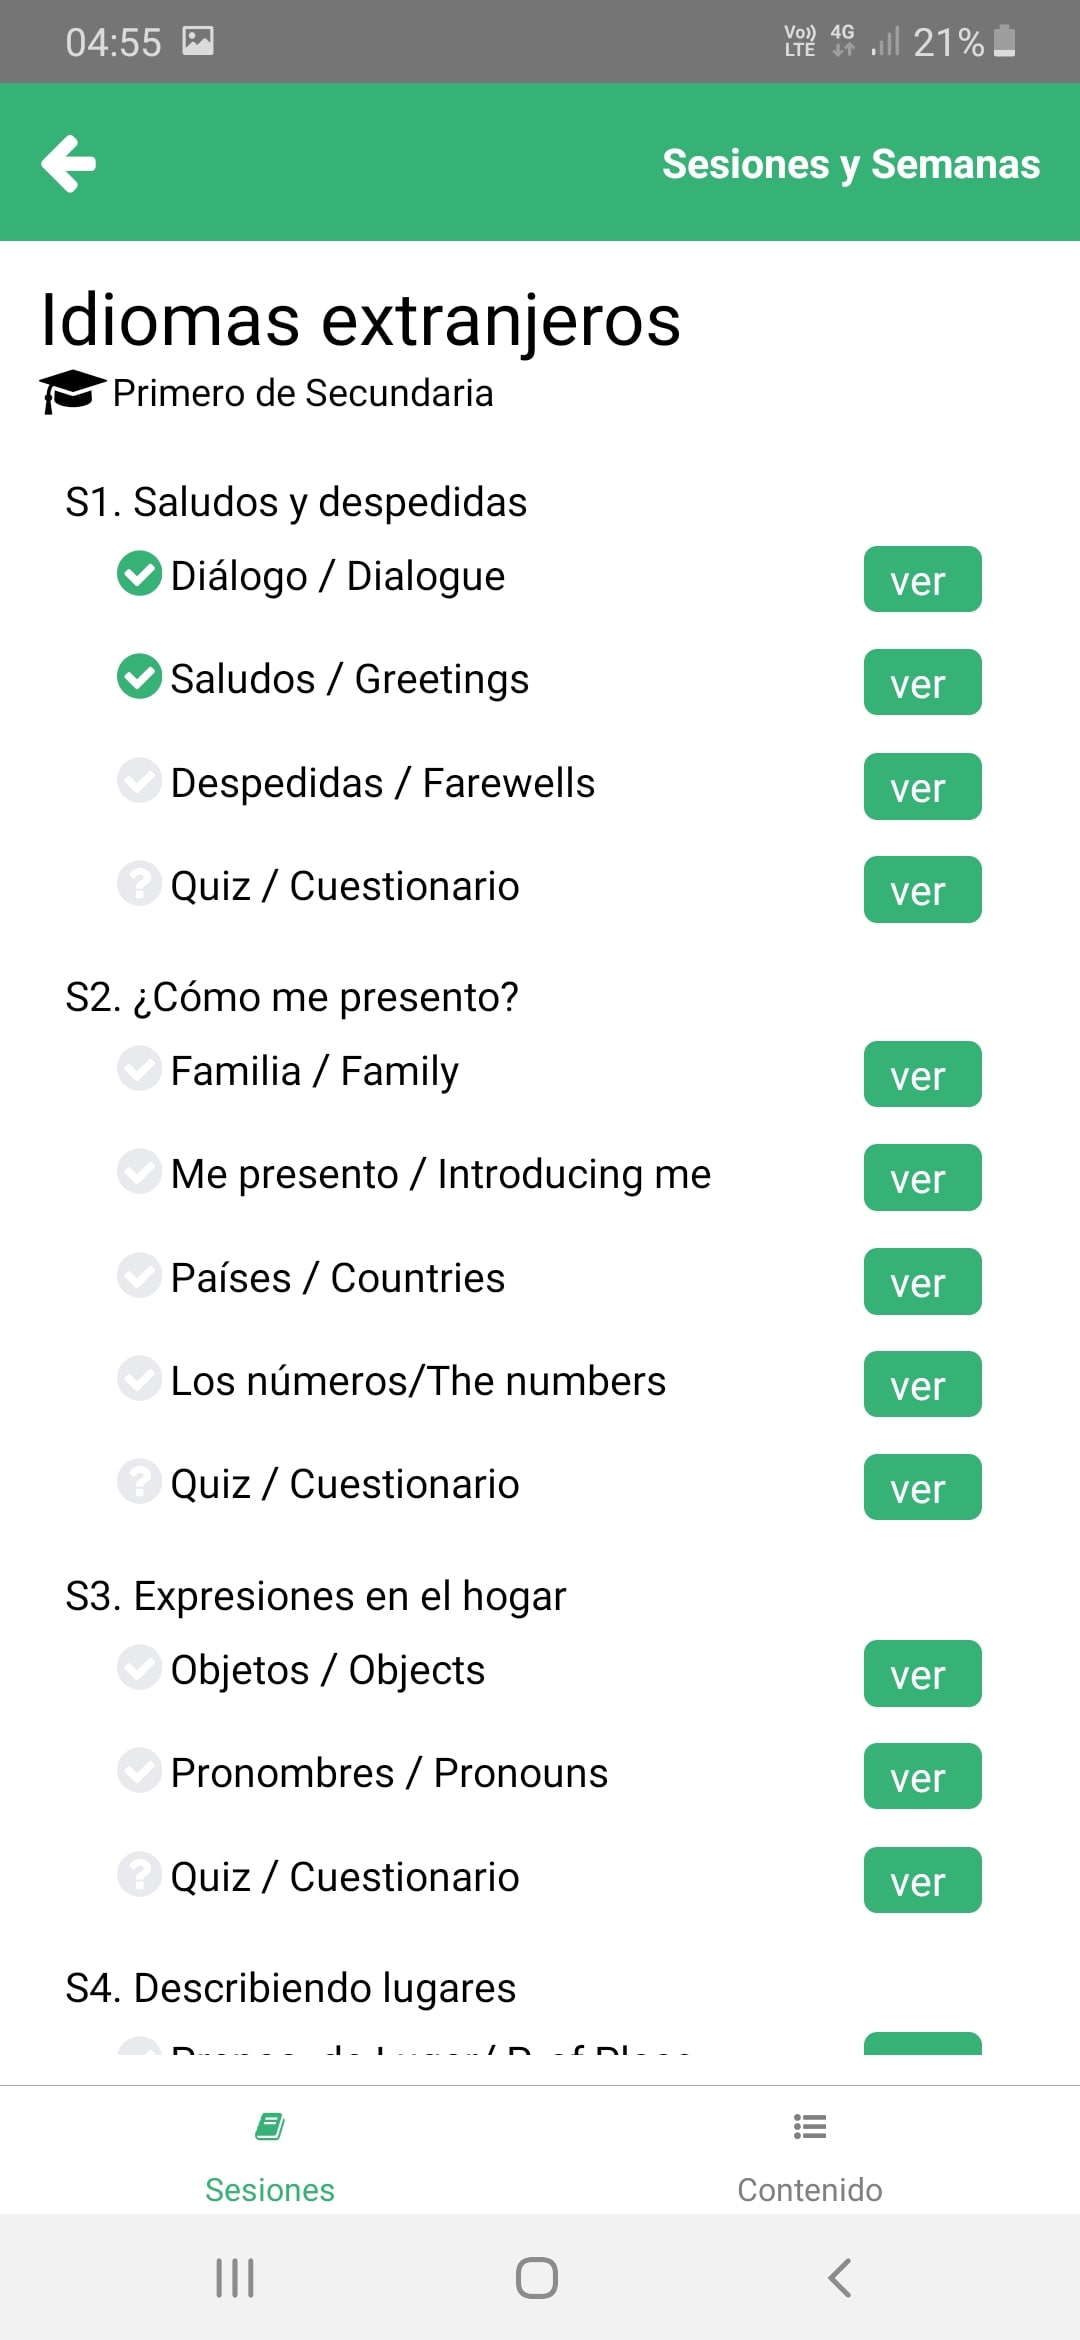 04:55
Vo)) LTE 4G 21%
Sesiones y Semanas
Idiomas extranjeros
Primero de Secundaria
S1. Saludos y despedidas
Diálogo / Dialogue ver
Saludos / Greetings ver
Despedidas / Farewells ver
Quiz / Cuestionario ver
S2. ¿Cómo me presento?
Familia / Family ver
Me presento / Introducing me ver
Países / Countries ver
Los números/The numbers ver
Quiz / Cuestionario ver
S3. Expresiones en el hogar
Objetos / Objects ver
Pronombres / Pronouns ver
Quiz / Cuestionario ver
S4. Describiendo lugares
Sesiones
Contenido